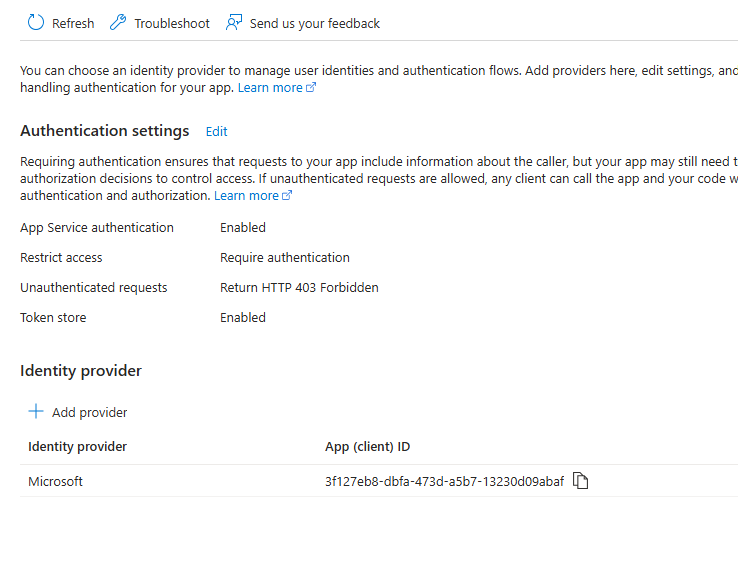 Refresh Troubleshoot Send us your feedback
You can choose an identity provider to manage user identities and authentication flows. Add providers here, edit settings, and
handling authentication for your app. Learn more
Authentication settings Edit
Requiring authentication ensures that requests to your app include information about the caller, but your app may still need t
authorization decisions to control access. If unauthenticated requests are allowed, any client can call the app and your code w
authentication and authorization. Learn more
App Service authentication Enabled
Restrict access Require authentication
Unauthenticated requests Return HTTP 403 Forbidden
Token store Enabled
Identity provider
Add provider
Identity provider App (client) ID
Microsoft 3f127eb8-dbfa-473d-a5b7-13230d09abaf